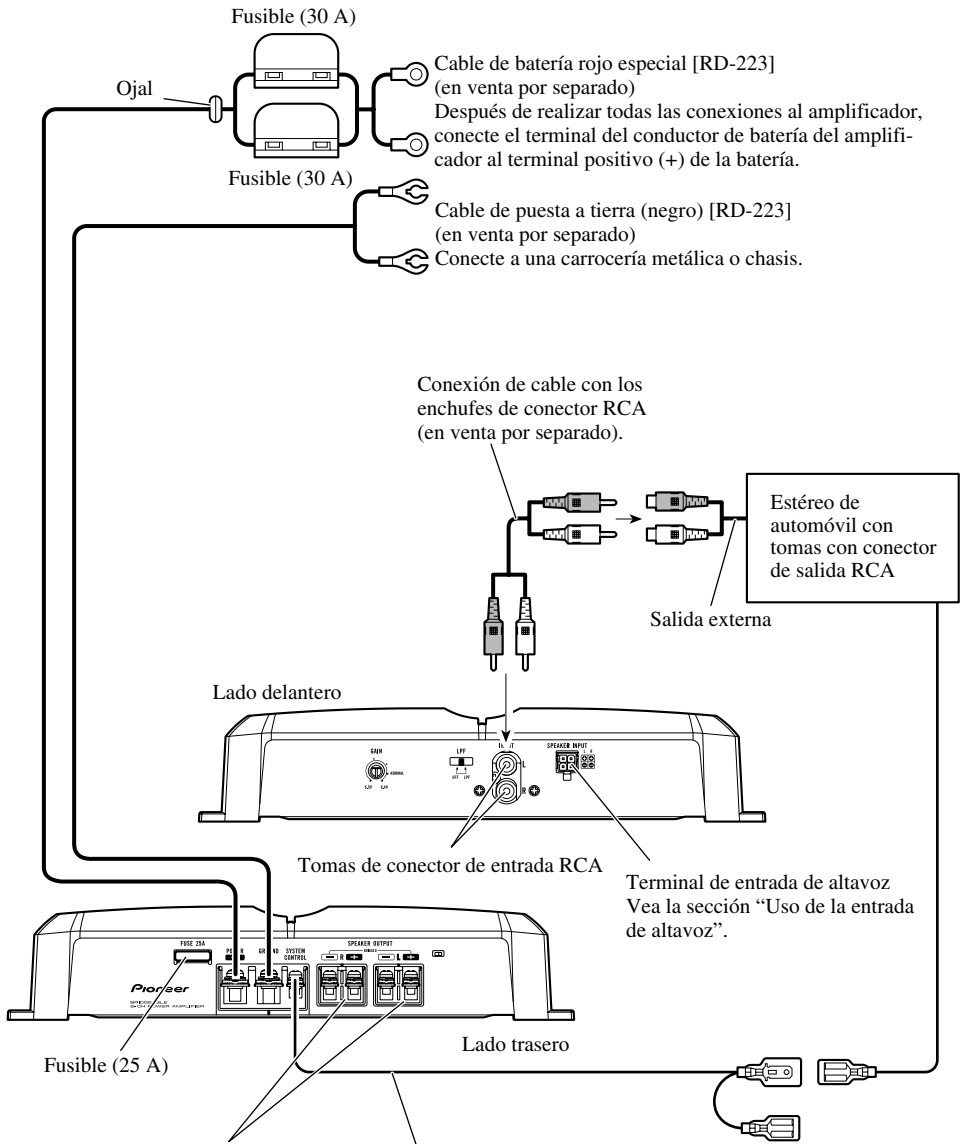 Fusible (30 A)
Ojal
Fusible (30 A)
Cable de batería rojo especial [RD-223]
(en venta por separado)
Después de realizar todas las conexiones al amplificador,
conecte el terminal del conductor de batería del amplifi-
cador al terminal positivo (+) de la batería.
Cable de puesta a tierra (negro) [RD-223]
(en venta por separado)
Conecte a una carrocería metálica o chasis.
Conexión de cable con los
enchufes de conector RCA
(en venta por separado).
Estéreo de
automóvil con
tomas con conector
de salida RCA
Salida externa
Lado delantero
GAIN
NORMAL
LPF
OFF LPF
L
R
SPEAKER INPUT
L R
Tomas de conector de entrada RCA
Terminal de entrada de altavoz
Vea la sección “Uso de la entrada
de altavoz”.
FUSE 25A
GROUND
SYSTEM
CONTROL
SPEAKER OUTPUT
R
L
Pioneer
POWER AMPLIFIER
Lado trasero
Fusible (25 A)